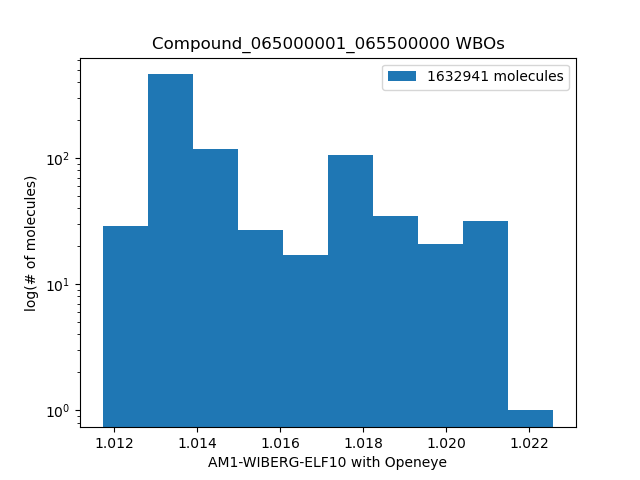 Compound_065000001_065500000 WBOs
1632941 molecules
log(# of molecules)
10²
10¹
10⁰
1.012 1.014 1.016 1.018 1.020 1.022
AM1-WIBERG-ELF10 with Openeye